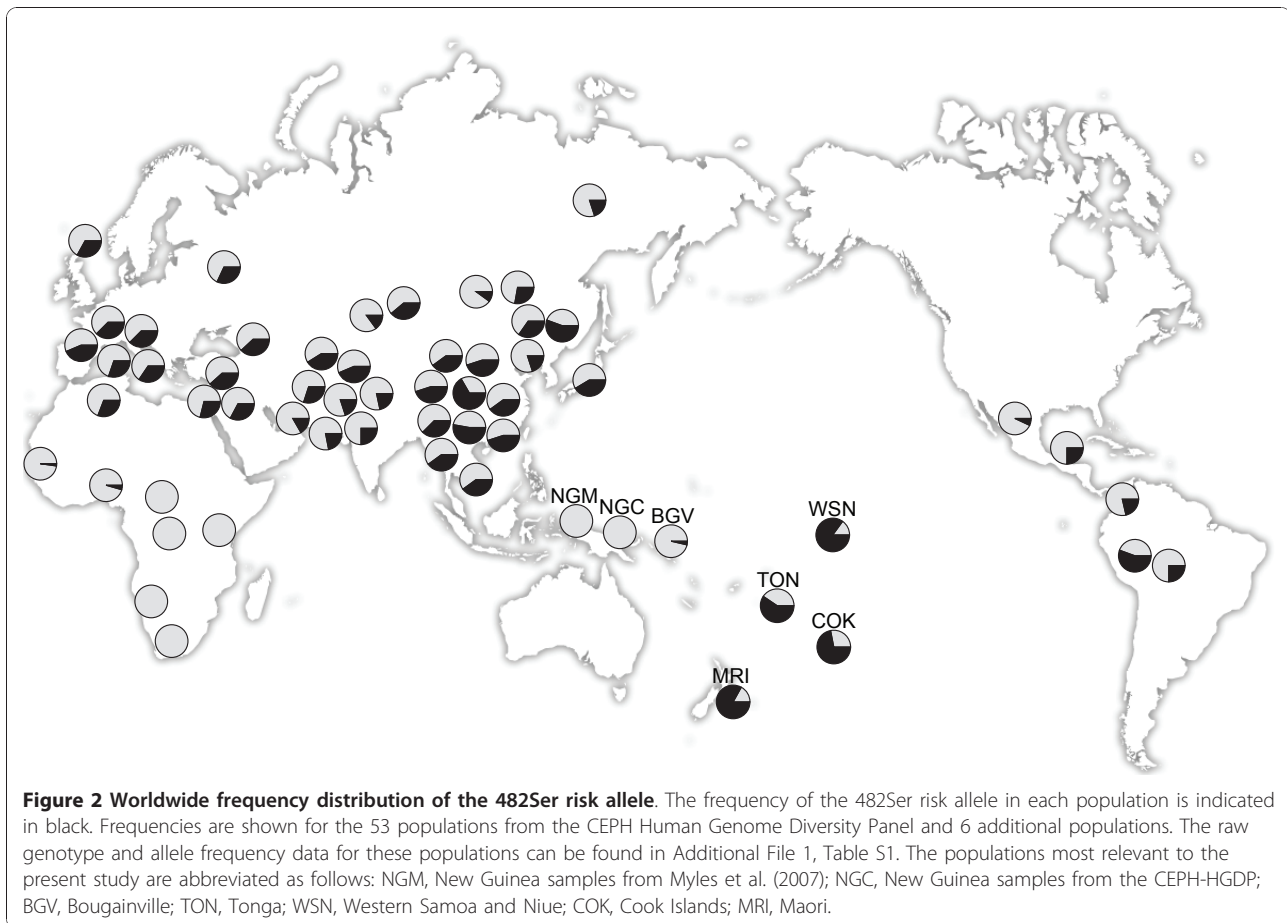 NGM
NGC
BGV
WSN
TON
COK
MRI
Figure 2 Worldwide frequency distribution of the 482Ser risk allele. The frequency of the 482Ser risk allele in each population is indicated
in black. Frequencies are shown for the 53 populations from the CEPH Human Genome Diversity Panel and 6 additional populations. The raw
genotype and allele frequency data for these populations can be found in Additional File 1, Table S1. The populations most relevant to the
present study are abbreviated as follows: NGM, New Guinea samples from Myles et al. (2007); NGC, New Guinea samples from the CEPH-HGDP;
BGV, Bougainville; TON, Tonga; WSN, Western Samoa and Niue; COK, Cook Islands; MRI, Maori.